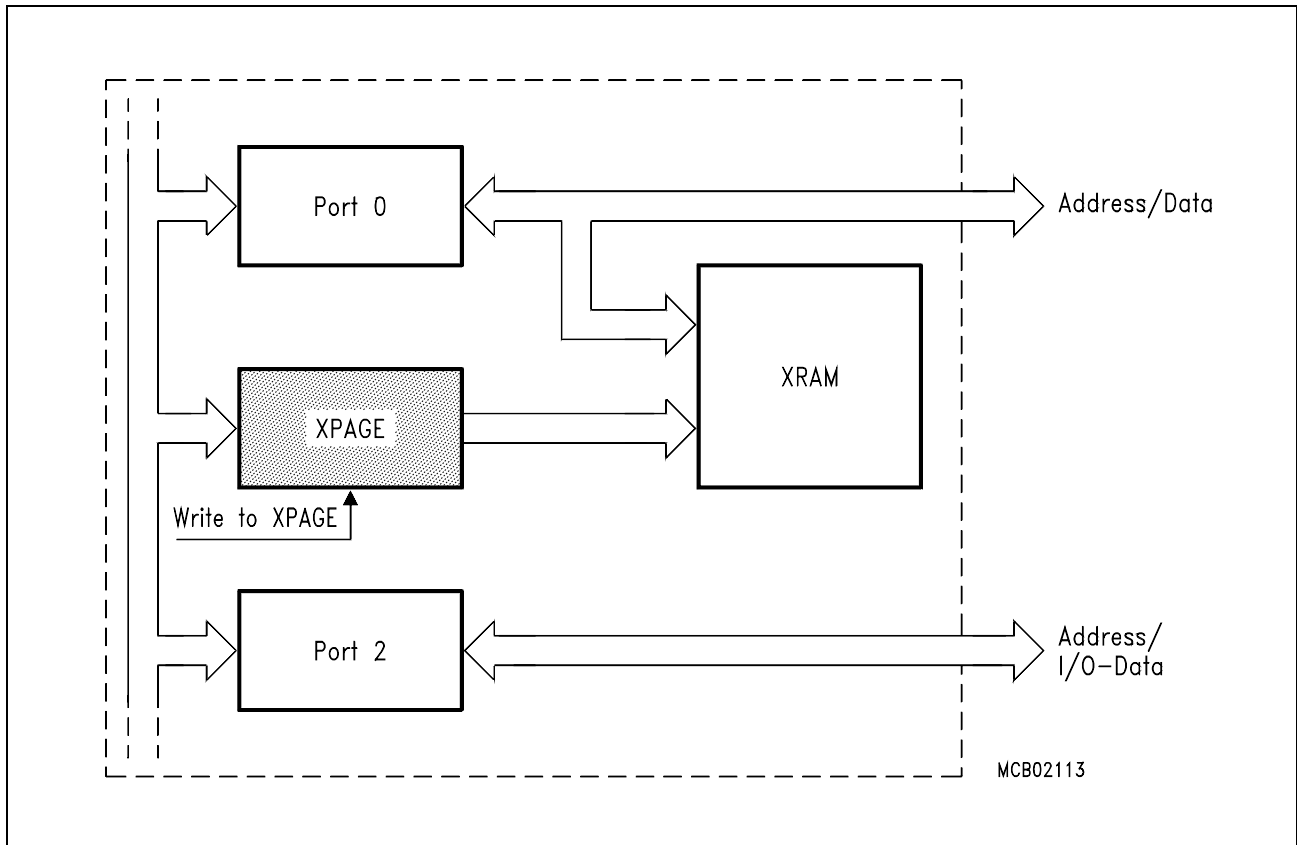 Port 0
Address/Data
XRAM
XPAGE
Write to XPAGE
Port 2
Address/
I/O-Data
MCB02113